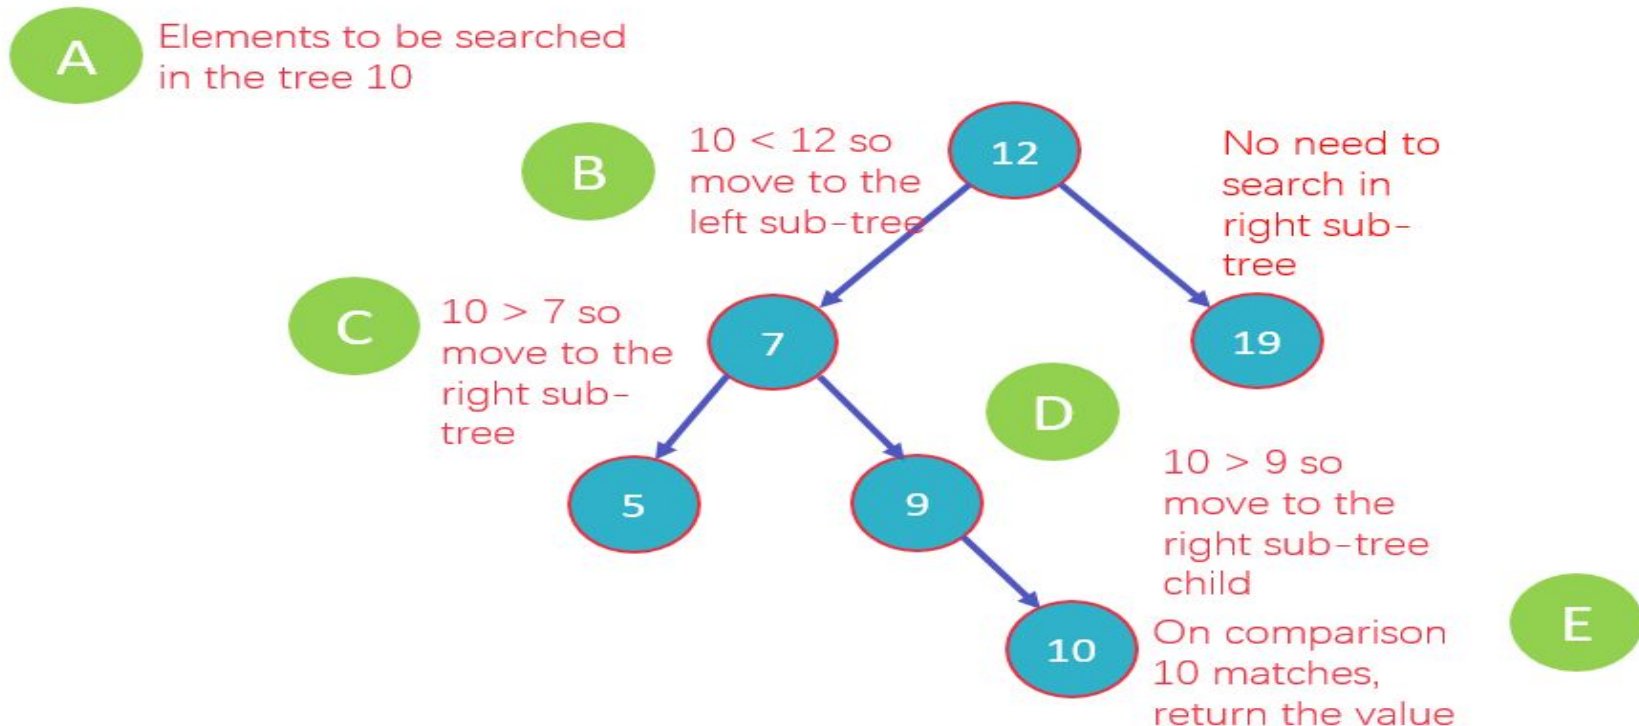 A
Elements to be searched
in the tree 10
B
10 < 12 so
move to the
left sub-tree
12
No need to
search in
right sub-
tree
C
10 > 7 so
move to the
right sub-
tree
7
19
D
5
9
10 > 9 so
move to the
right sub-tree
child
10
On comparison
10 matches,
return the value
E